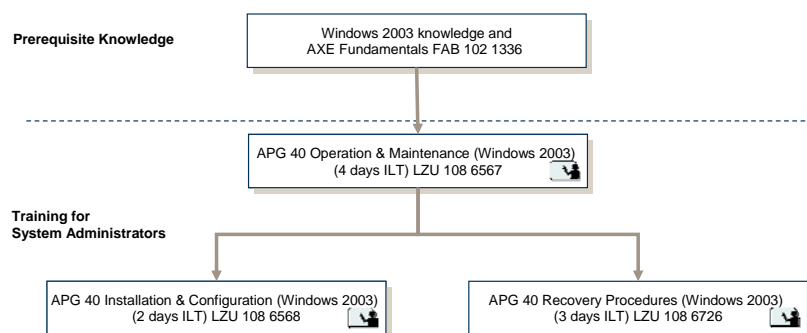 Prerequisite Knowledge
Windows 2003 knowledge and
AXE Fundamentals FAB 102 1336
APG 40 Operation & Maintenance (Windows 2003)
(4 days ILT) LZU 108 6567
Training for
System Administrators
APG 40 Installation & Configuration (Windows 2003)
(2 days ILT) LZU 108 6568
APG 40 Recovery Procedures (Windows 2003)
(3 days ILT) LZU 108 6726